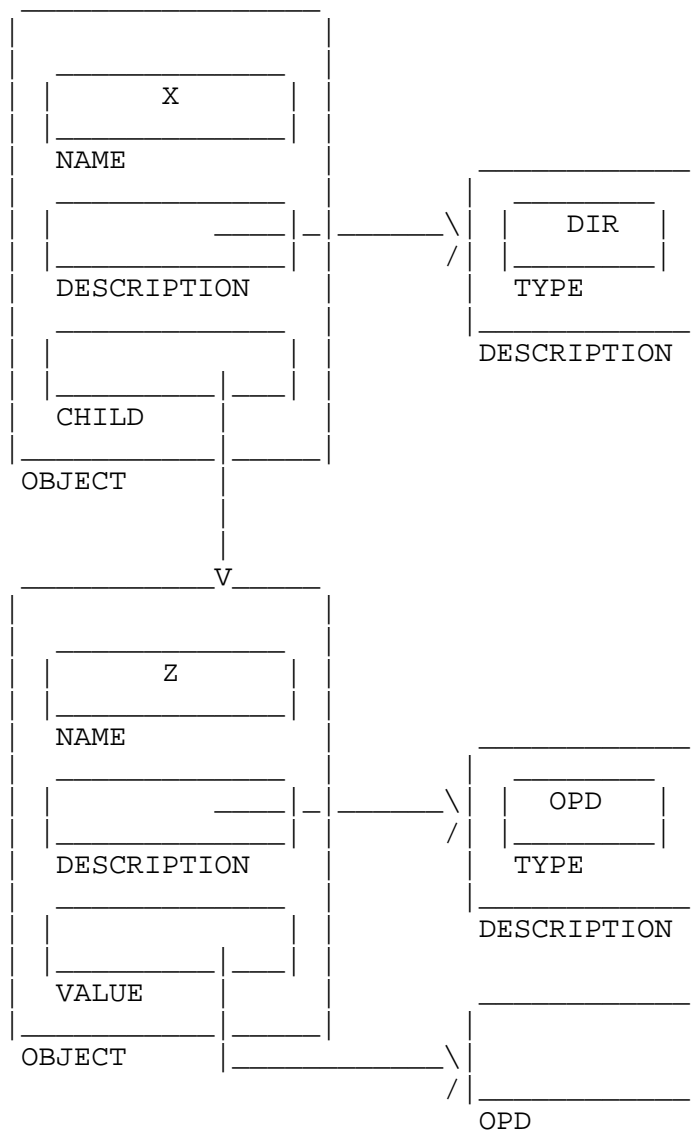 X
NAME
DIR
DESCRIPTION
TYPE
DESCRIPTION
CHILD
OBJECT
V
Z
NAME
OPD
DESCRIPTION
TYPE
DESCRIPTION
VALUE
OBJECT
OPD